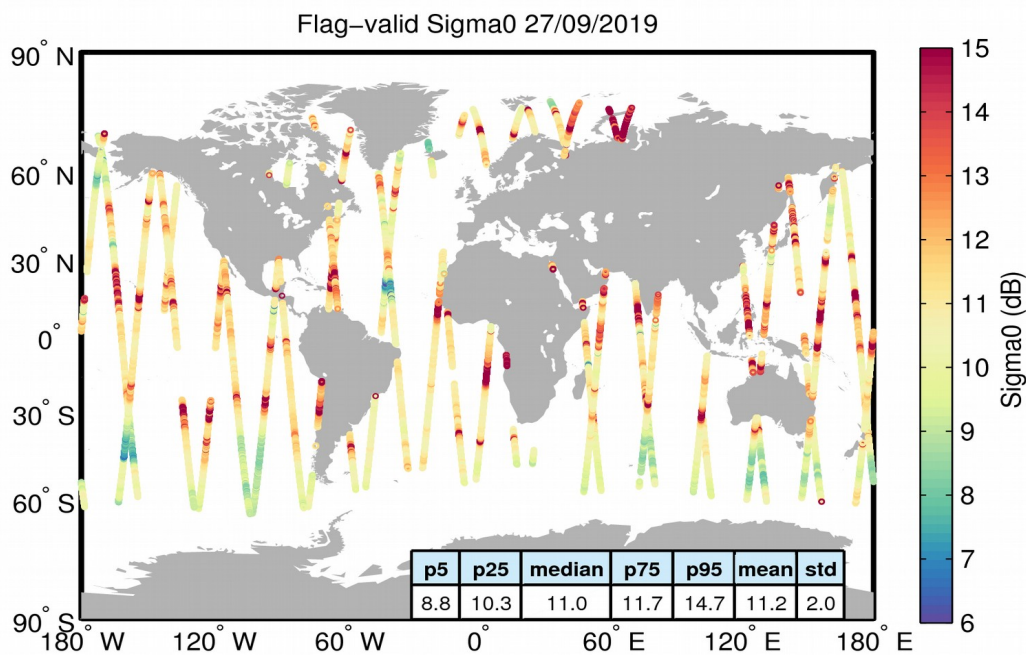 Flag−valid Sigma0 27/09/2019
90° N
60° N
30° N
0°
30° S
60° S
90° S
180° W
120° W
60° W
0°
60° E
120° E
180° E
15
14
13
12
11
10
9
8
7
6
Sigma0 (dB)
p5 p25 median p75 p95 mean std
8.8 10.3 11.0 11.7 14.7 11.2 2.0